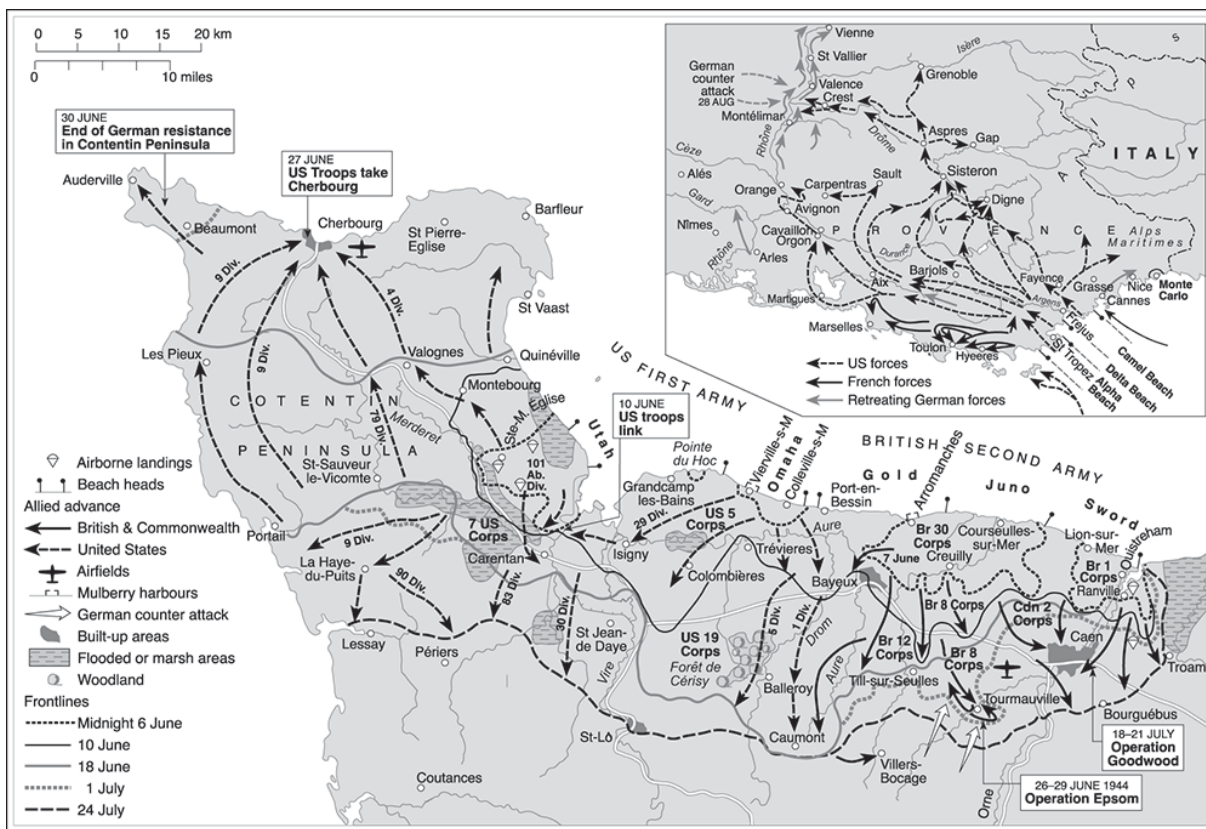 0 5 10 15 20 km
0 10 miles
30 JUNE
End of German resistance
in Contentin Peninsula
27 JUNE
US Troops take
Cherbourg
Auderville
Béaumont
Cherbourg
Barfleur
St Pierre-
Eglise
9 Div.
4 Div.
St Vaast
Les Pieux
9 Div.
Valognes
Quinéville
Montebourg
COTENTIN
PENINSULA
79 Div.
Merderet
Ste-M. Église
Utah
US FIRST ARMY
10 JUNE
US troops
link
101
Ab.
Div.
St-Sauveur
le-Vicomte
Portail
9 Div.
7 US
Corps
La Haye-
du-Puits
Carentan
90 Div.
83 Div.
30 Div.
Lessay
Périers
St Jean-
de Daye
Vire
St-Lô
Coutances
Pointe
du Hoc
Grandcamp
les-Bains
29 Div.
Isigny
US 5
Corps
Vierville-s-M
Omaha
Colleville-s-M
Port-en-
Bessin
Aure
Trévieres
Colombières
Bayeux
US 19
Corps
Forêt de
Cérisy
5 Div.
1 Div.
Drom
Balleroy
Caumont
Aure
BRITISH SECOND ARMY
Gold
Arromanches
Juno
Sword
Br 30
Corps
7 June
Creuilly
Courseulles-
sur-Mer
Lion-sur-
Mer
Ouistreham
Br 1
Corps
Ranville
Br 8 Corps
Cdn 2
Corps
Caen
Br 12
Corps
Br 8
Corps
Till-sur-Seulles
Tourmauville
Troarn
Bourguébus
Villers-
Bocage
Orne
18–21 JULY
Operation
Goodwood
26–29 JUNE 1944
Operation Epsom
Airborne landings
Beach heads
Allied advance
British & Commonwealth
United States
Airfields
Mulberry harbours
German counter attack
Built-up areas
Flooded or marsh areas
Woodland
Frontlines
Midnight 6 June
10 June
18 June
1 July
24 July
Vienne
St Vallier
Isère
Grenoble
German
counter
attack
28 AUG
Valence
Crest
Montélimar
Drôme
Aspres
Gap
Rhône
Cèze
Alés
Gard
Orange
Carpentras
Sault
Sisteron
Digne
Avignon
Nîmes
Cavaillon
Orgon
PROVENCE
Durance
Alps
Maritimes
ALPS
ITALY
Rhône
Arles
Aix
Barjols
Fayence
Grasse
Nice
Cannes
Monte
Carlo
Argens
Frejus
Martigues
Marselles
Toulon
Hyeeres
St Tropez
Alpha
Beach
Delta Beach
Camel Beach
US forces
French forces
Retreating German forces